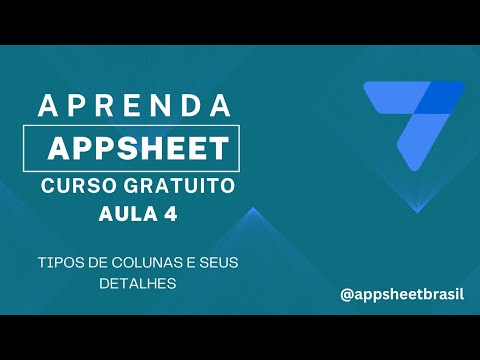 APRENDA
APPSHEET
CURSO GRATUITO
AULA 4
TIPOS DE COLUNAS E SEUS
DETALHES
@appsheetbrasil